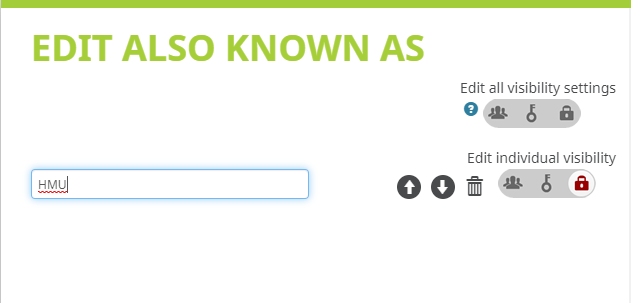 EDIT ALSO KNOWN AS
Edit all visibility settings
?
Edit individual visibility
HMU